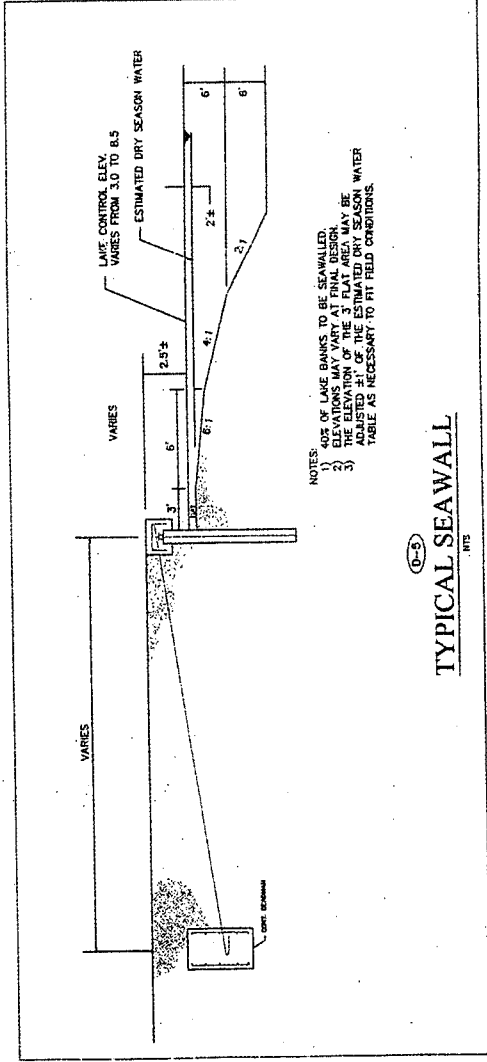 VARIES
VARIES
LAKE CONTROL ELEV.
VARIES FROM 3.0 TO 8.5
ESTIMATED DRY SEASON WATER
2.5'±
3'
6'
6:1
4:1
2:1
2'±
6'
6'
CONT. DEADMAN
NOTES:
1) 40% OF LAKE BANKS TO BE SEAWALLED.
2) ELEVATIONS MAY VARY AT FINAL DESIGN.
3) THE ELEVATION OF THE 3' FLAT AREA MAY BE
ADJUSTED ±1' OF THE ESTIMATED DRY SEASON WATER
TABLE AS NECESSARY TO FIT FIELD CONDITIONS.
D-5
TYPICAL SEAWALL
NTS